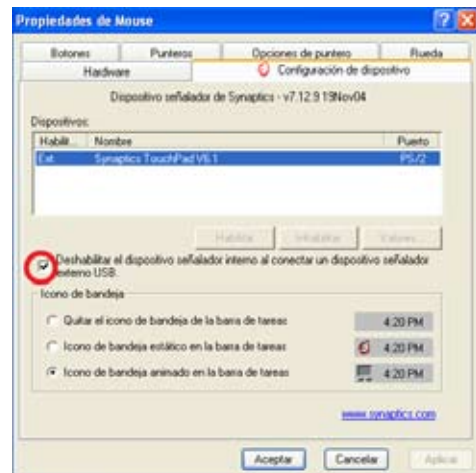 Propiedades de Mouse
Botones Punteros Opciones de puntero Rueda
Hardware Configuración de dispositivo
Dispositivo señalador de Synaptics - v7.12.9 19Nov04
Dispositivos:
Habilit... Nombre Puerto
Ext. Synaptics TouchPad V6.1 PS/2
Habilitar Inhabilitar Valores...
Deshabilitar el dispositivo señalador interno al conectar un dispositivo señalador
externo USB.
Icono de bandeja
Quitar el icono de bandeja de la barra de tareas 4:20 PM
Icono de bandeja estático en la barra de tareas 4:20 PM
Icono de bandeja animado en la barra de tareas 4:20 PM
www.synaptics.com
Aceptar Cancelar Aplicar